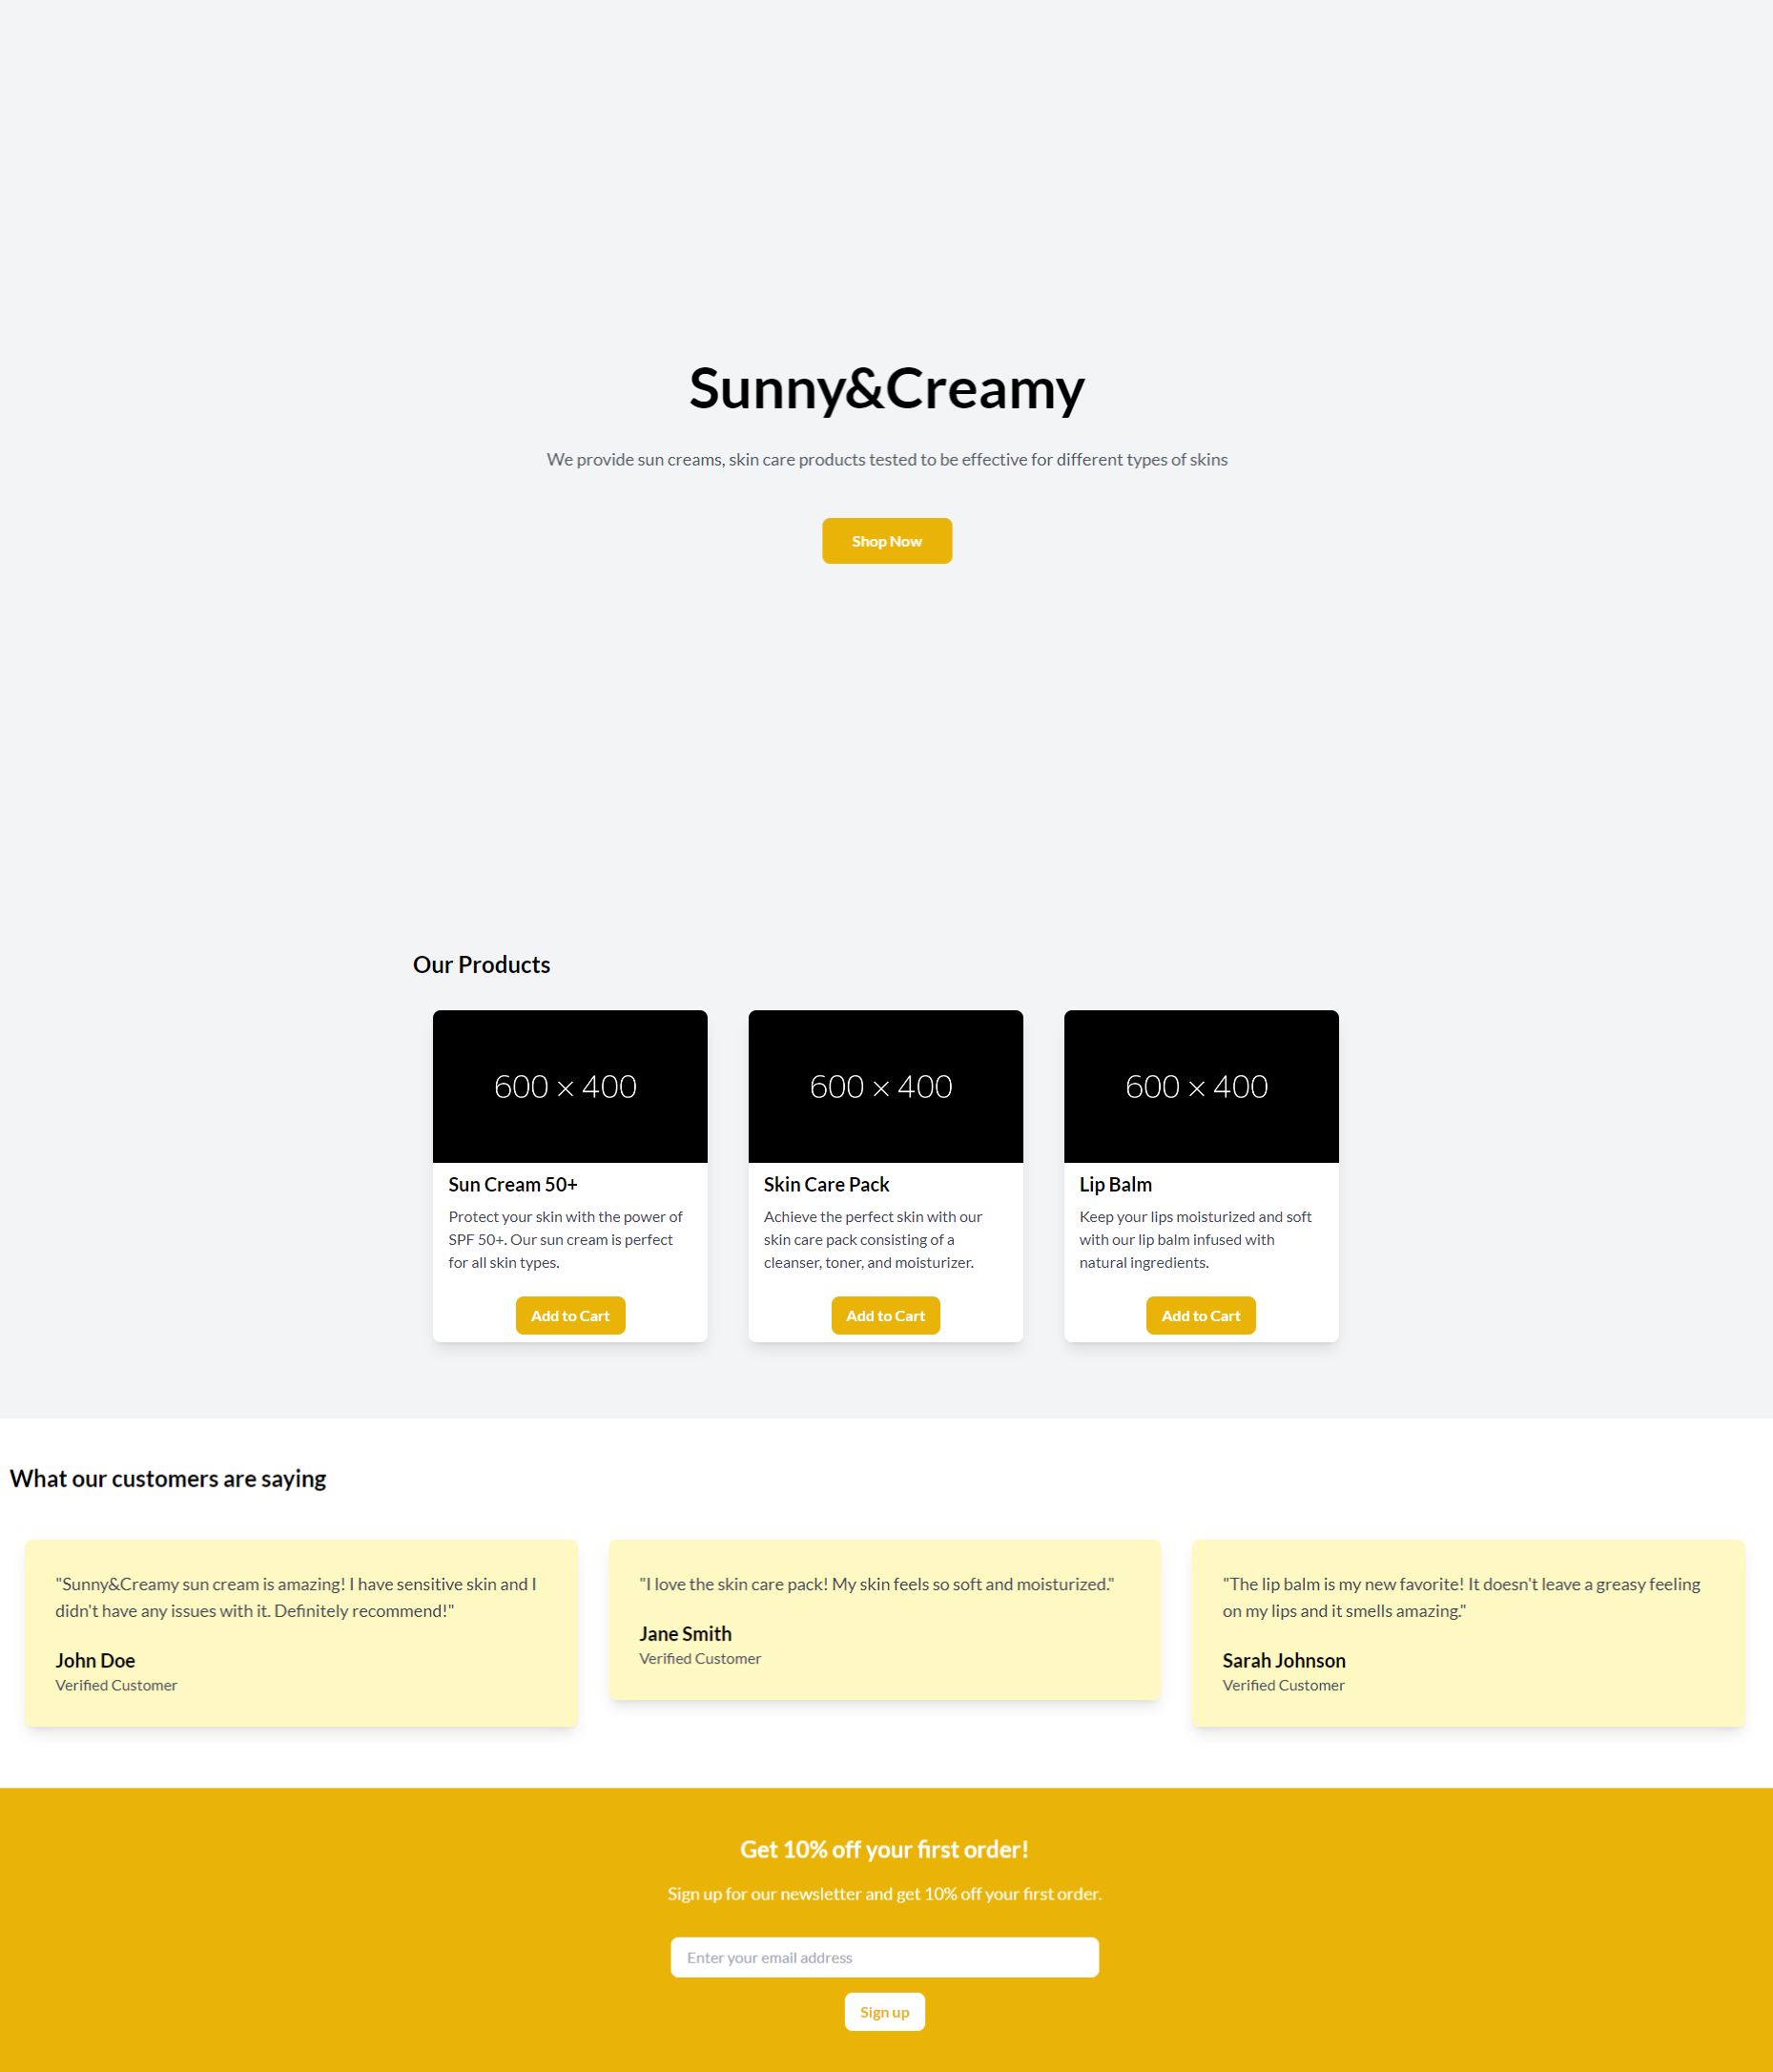 Sunny&Creamy
We provide sun creams, skin care products tested to be effective for different types of skins
Shop Now
Our Products
600 × 400
Sun Cream 50+
Protect your skin with the power of
SPF 50+. Our sun cream is perfect
for all skin types.
Add to Cart
600 × 400
Skin Care Pack
Achieve the perfect skin with our
skin care pack consisting of a
cleanser, toner, and moisturizer.
Add to Cart
600 × 400
Lip Balm
Keep your lips moisturized and soft
with our lip balm infused with
natural ingredients.
Add to Cart
What our customers are saying
"Sunny&Creamy sun cream is amazing! I have sensitive skin and I
didn't have any issues with it. Definitely recommend!"
John Doe
Verified Customer
"I love the skin care pack! My skin feels so soft and moisturized."
Jane Smith
Verified Customer
"The lip balm is my new favorite! It doesn't leave a greasy feeling
on my lips and it smells amazing."
Sarah Johnson
Verified Customer
Get 10% off your first order!
Sign up for our newsletter and get 10% off your first order.
Enter your email address
Sign up